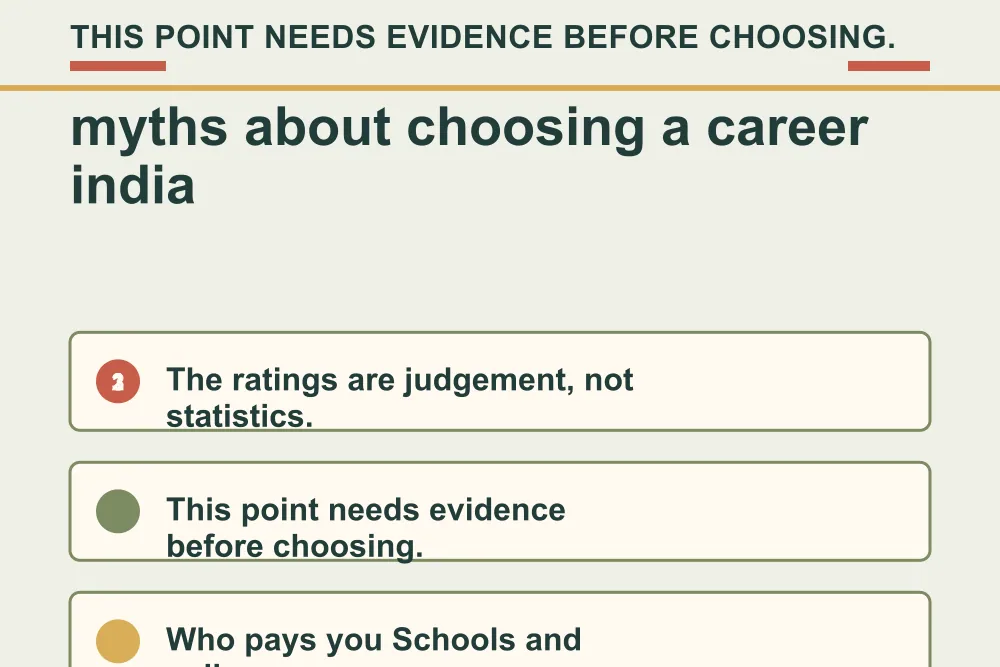 THIS POINT NEEDS EVIDENCE BEFORE CHOOSING.
myths about choosing a career
india
The ratings are judgement, not
statistics.
This point needs evidence
before choosing.
Who pays you Schools and